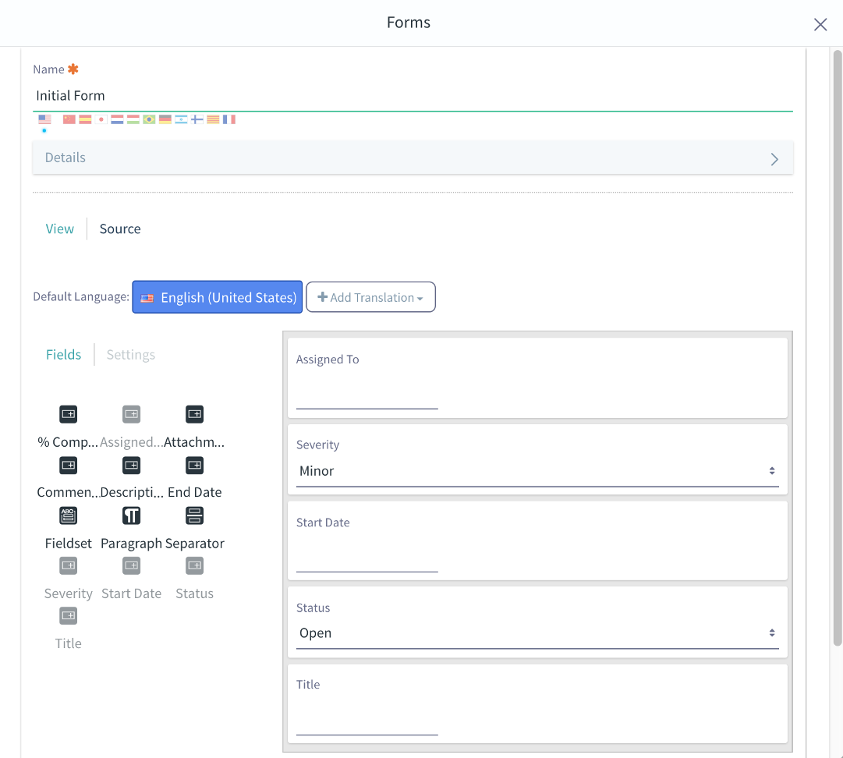 Forms
Name
Initial Form
Details
View Source
Default Language: English (United States) Add Translation
Fields Settings
% Comp... Assigned... Attachm...
Commen... Descripti... End Date
Fieldset Paragraph Separator
Severity Start Date Status
Title
Assigned To
Severity
Minor
Start Date
Status
Open
Title